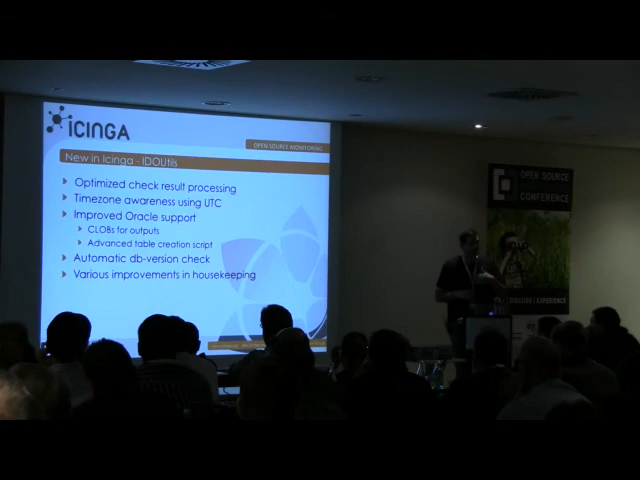 iCINGA
OPEN SOURCE MONITORING
New in Icinga - IDOUtils
Optimized check result processing
Timezone awareness using UTC
Improved Oracle support
CLOBs for outputs
Advanced table creation script
Automatic db-version check
Various improvements in housekeeping
OPEN SOURCE
CONFERENCE
DISCUSS | EXPERIENCE